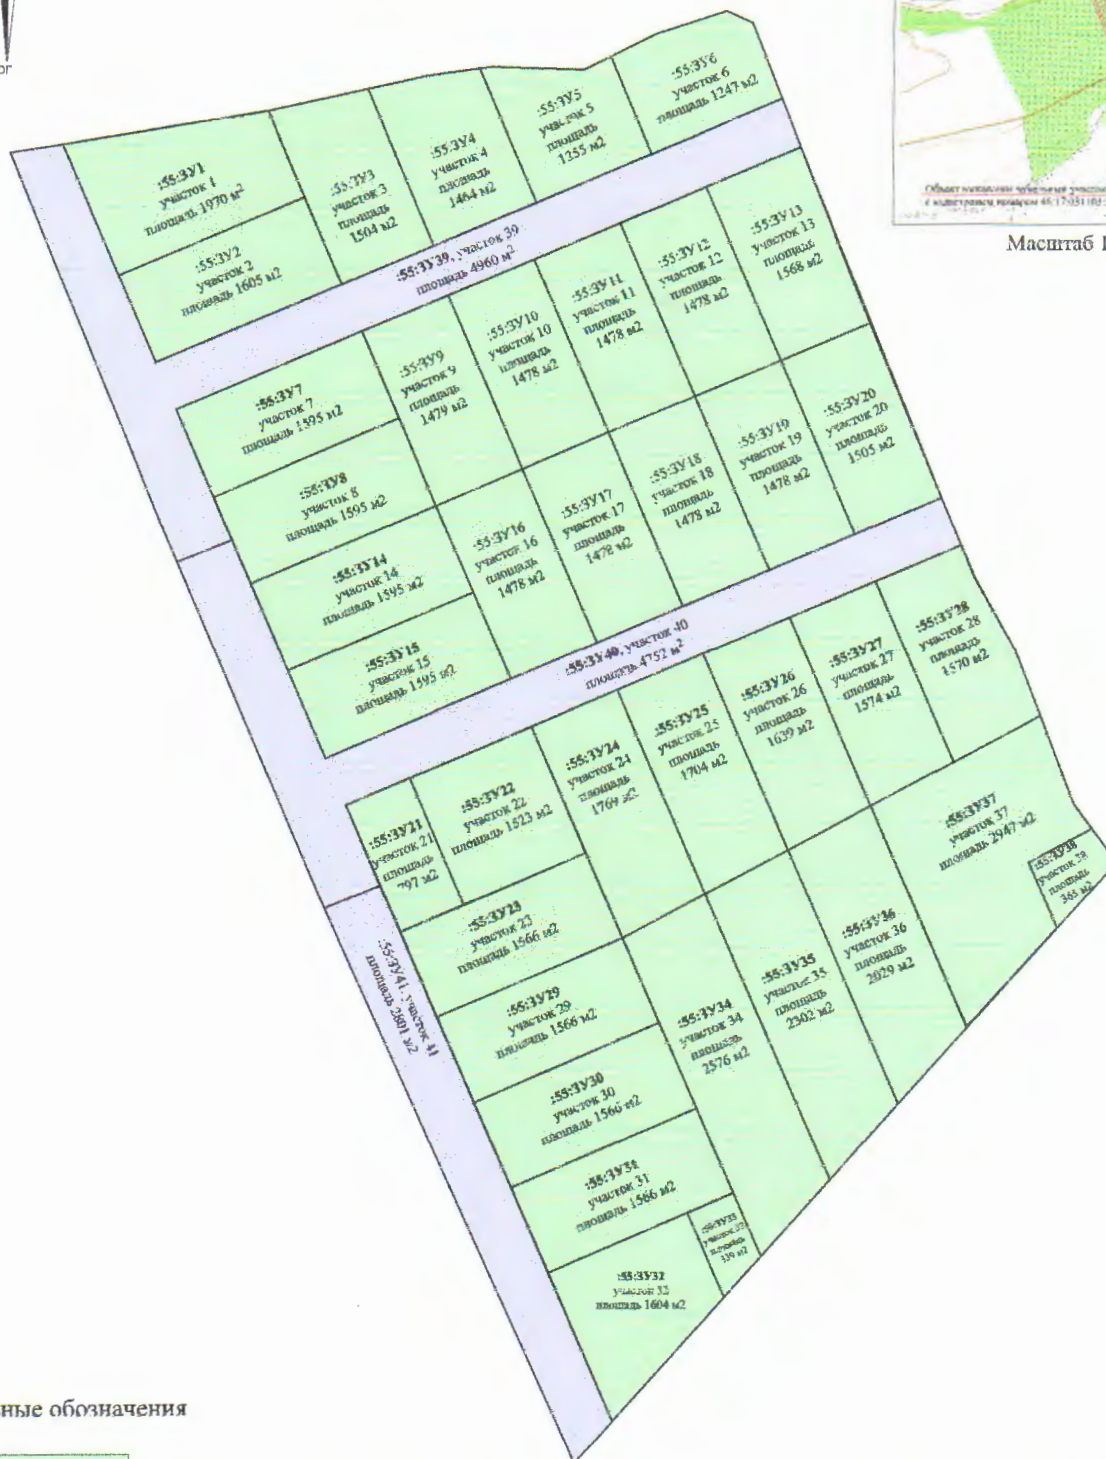 :55:ЗУ1
участок 1
площадь 1970 м²
:55:ЗУ2
участок 2
площадь 1605 м2
:55:ЗУ3
участок 3
площадь
1504 м2
:55:ЗУ4
участок 4
площадь
1464 м2
:55:ЗУ5
участок 5
площадь
1255 м2
:55:ЗУ6
участок 6
площадь 1247 м2
:55:ЗУ39, участок 39
площадь 4960 м²
:55:ЗУ7
участок 7
площадь 1595 м2
:55:ЗУ8
участок 8
площадь 1595 м2
:55:ЗУ9
участок 9
площадь
1479 м2
:55:ЗУ10
участок 10
площадь
1478 м2
:55:ЗУ11
участок 11
площадь
1478 м2
:55:ЗУ12
участок 12
площадь
1478 м2
:55:ЗУ13
участок 13
площадь
1568 м2
:55:ЗУ14
участок 14
площадь 1595 м2
:55:ЗУ15
участок 15
площадь 1595 м2
:55:ЗУ16
участок 16
площадь
1478 м2
:55:ЗУ17
участок 17
площадь
1478 м2
:55:ЗУ18
участок 18
площадь
1478 м2
:55:ЗУ19
участок 19
площадь
1478 м2
:55:ЗУ20
участок 20
площадь
1505 м2
:55:ЗУ40, участок 40
площадь 4752 м²
:55:ЗУ21
участок 21
площадь
797 м2
:55:ЗУ22
участок 22
площадь 1523 м2
:55:ЗУ23
участок 23
площадь 1566 м2
:55:ЗУ24
участок 24
площадь
1769 м2
:55:ЗУ25
участок 25
площадь
1704 м2
:55:ЗУ26
участок 26
площадь
1639 м2
:55:ЗУ27
участок 27
площадь
1574 м2
:55:ЗУ28
участок 28
площадь
1570 м2
:55:ЗУ29
участок 29
площадь 1566 м2
:55:ЗУ30
участок 30
площадь 1566 м2
:55:ЗУ31
участок 31
площадь 1566 м2
:55:ЗУ32
участок 32
площадь 1604 м2
:55:ЗУ33
участок 33
площадь
339 м2
:55:ЗУ34
участок 34
площадь
2576 м2
:55:ЗУ35
участок 35
площадь
2302 м2
:55:ЗУ36
участок 36
площадь
2029 м2
:55:ЗУ37
участок 37
площадь 2947 м2
:55:ЗУ38
участок 38
площадь
363 м2
:55:ЗУ41, участок 41
площадь 2801 м2
Масштаб 1
ные обозначения